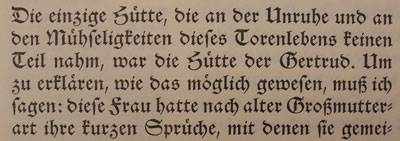 Die einzige Hütte, die an der Unruhe und an
den Mühseligkeiten dieses Torenlebens keinen
Teil nahm, war die Hütte der Gertrud. Um
zu erklären, wie das möglich gewesen, muß ich
sagen: diese Frau hatte nach alter Großmutter-
art ihre kurzen Sprüche, mit denen sie gemei-